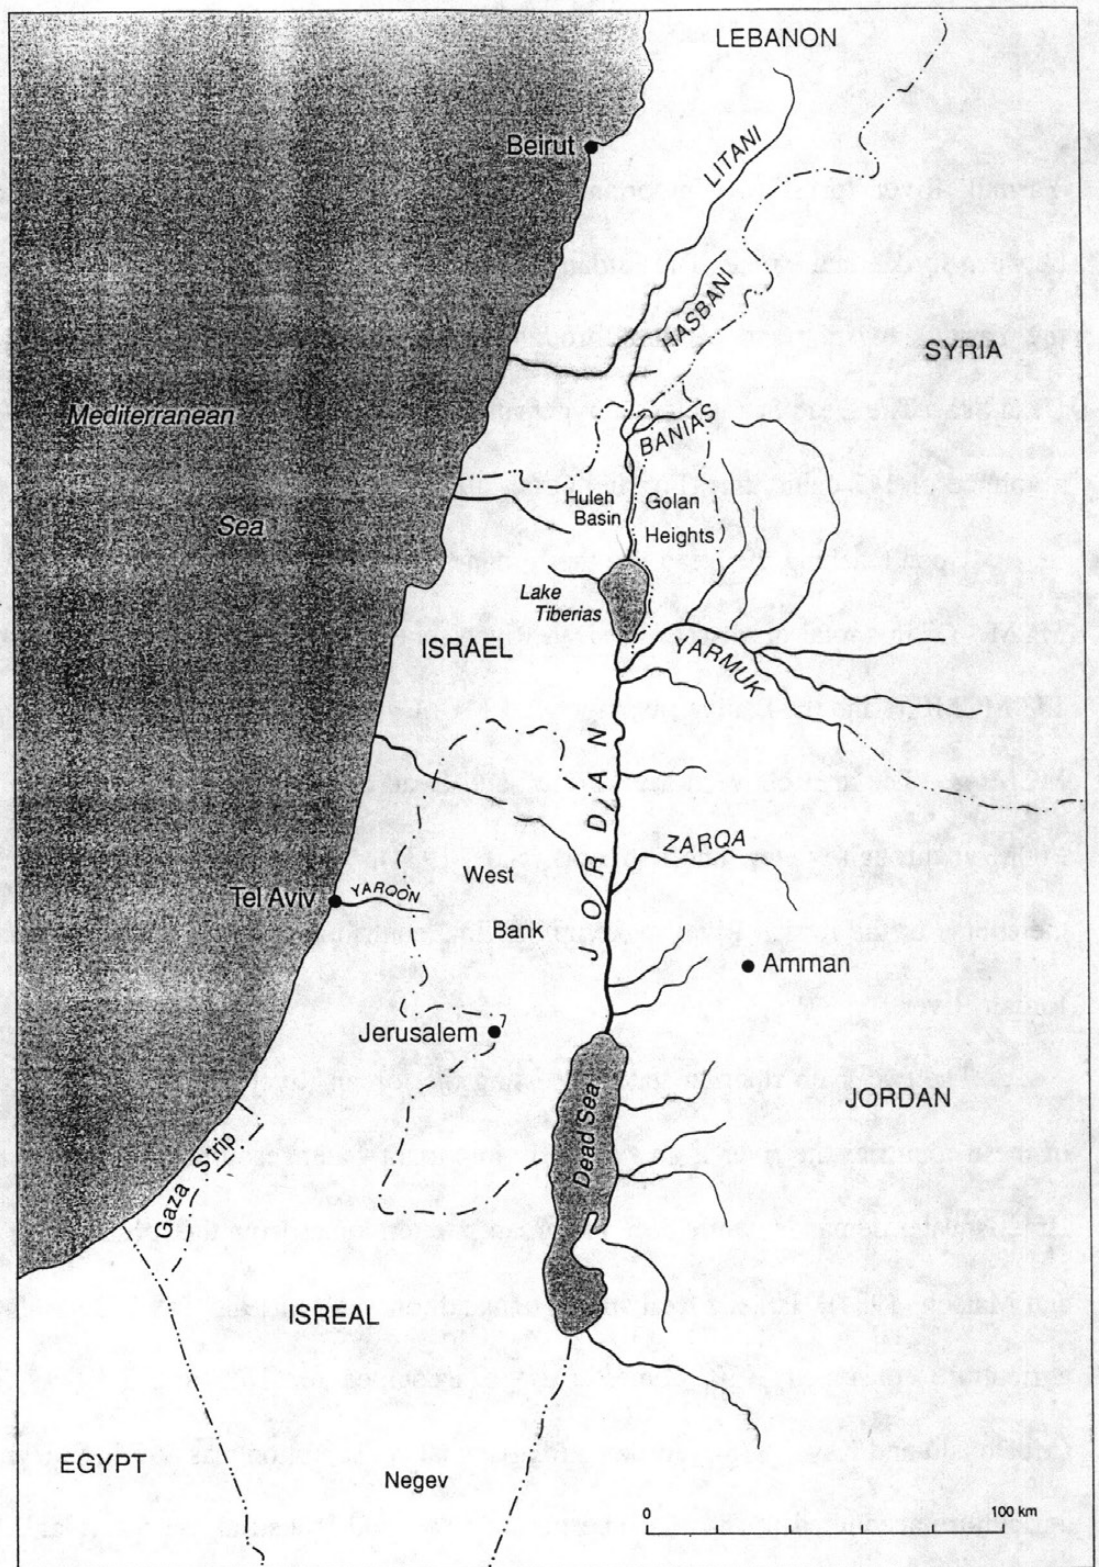 LEBANON
Beirut
LITANI
HASBANI
SYRIA
Mediterranean
Sea
BANIAS
Huleh
Basin
Golan
Heights
Lake
Tiberias
ISRAEL
YARMUK
JORDAN
ZARQA
West
Bank
Tel Aviv
YARQON
Amman
Jerusalem
Dead Sea
JORDAN
Gaza Strip
ISREAL
EGYPT
Negev
0
100 km